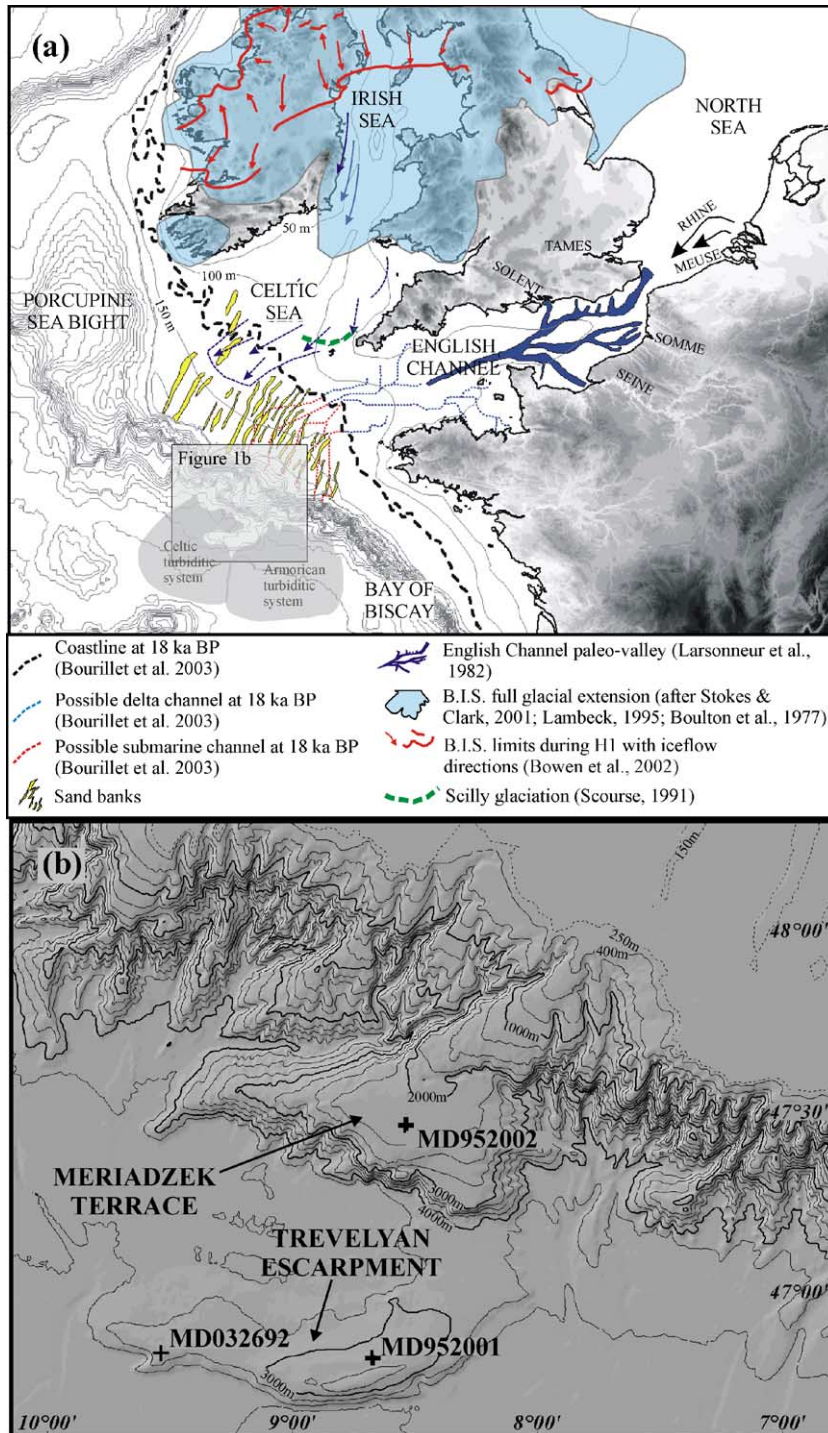 (a)
NORTH
SEA
IRISH
SEA
50 m
RHINE
MEUSE
TAMES
SOLENT
100 m
150 m
CELTIC
SEA
PORCUPINE
SEA BIGHT
ENGLISH
CHANNEL
SOMME
SEINE
Figure 1b
Celtic
turbiditic
system
Armorican
turbiditic
system
BAY OF
BISCAY
Coastline at 18 ka BP
(Bourillet et al. 2003)
Possible delta channel at 18 ka BP
(Bourillet et al. 2003)
Possible submarine channel at 18 ka BP
(Bourillet et al. 2003)
Sand banks
English Channel paleo-valley (Larsonneur et al.,
1982)
B.I.S. full glacial extension (after Stokes &
Clark, 2001; Lambeck, 1995; Boulton et al., 1977)
B.I.S. limits during H1 with iceflow
directions (Bowen et al., 2002)
Scilly glaciation (Scourse, 1991)
(b)
150m
48°00'
250m
400m
1000m
2000m
47°30'
MD952002
MERIADZEK
TERRACE
3000m
4000m
TREVELYAN
ESCARPMENT
47°00'
MD032692
MD952001
3000m
10°00'
9°00'
8°00'
7°00'